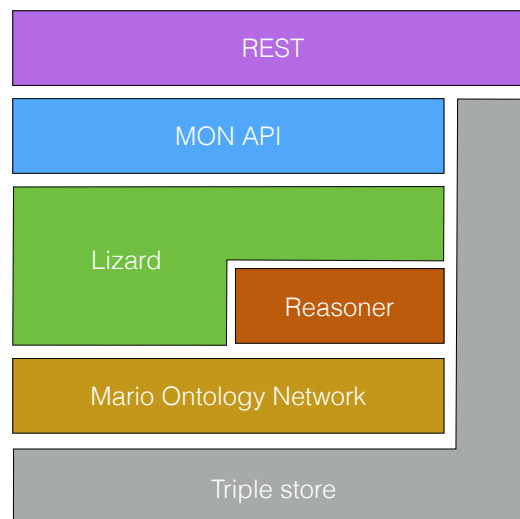 REST
MON API
Lizard
Reasoner
Mario Ontology Network
Triple store